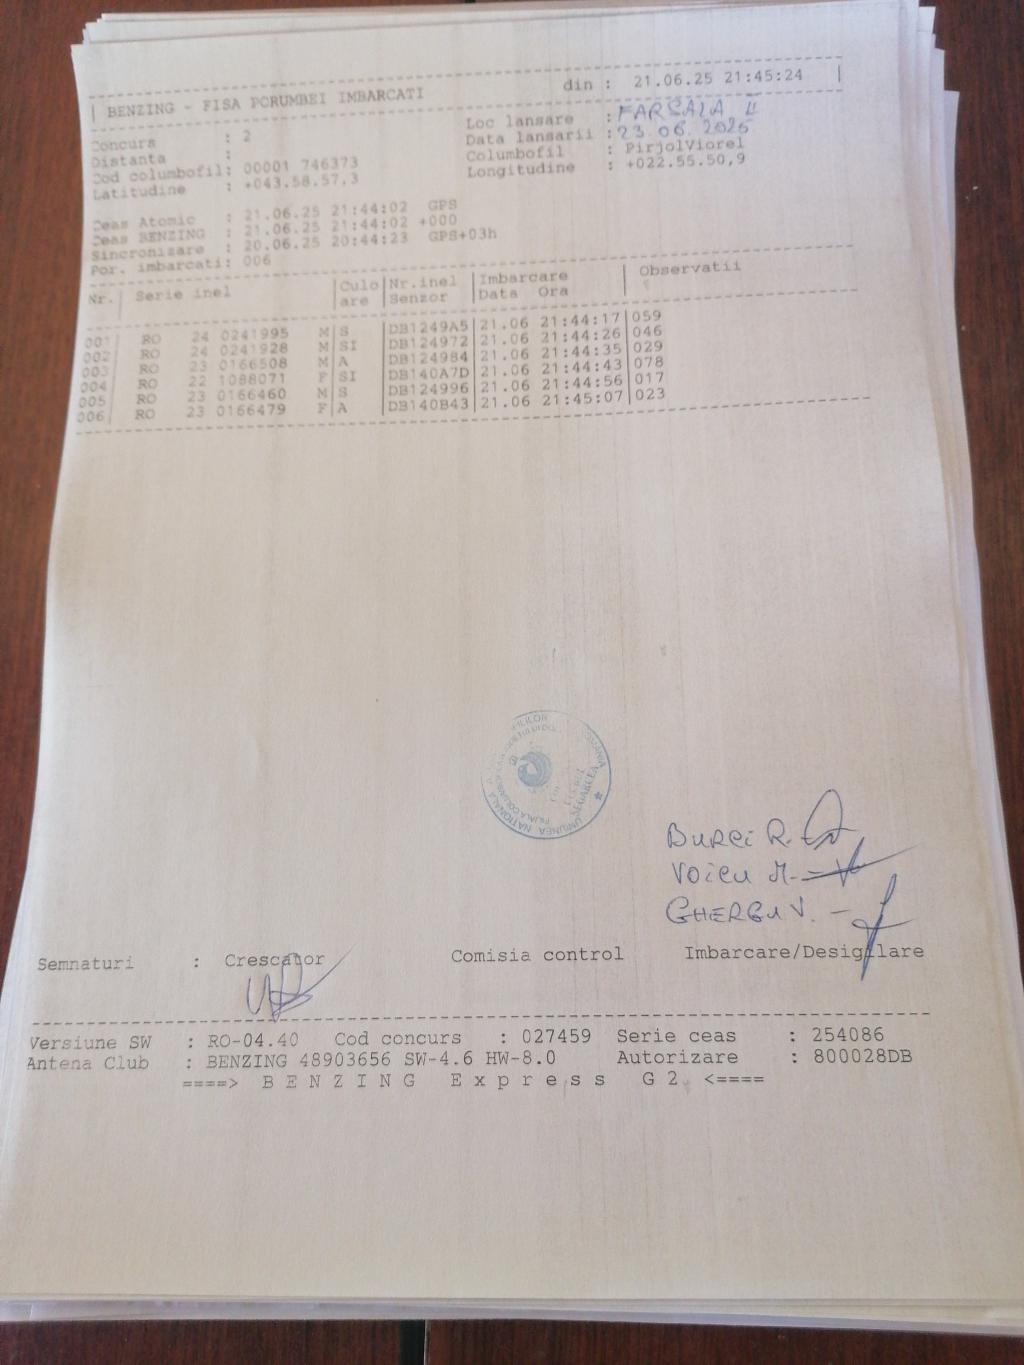 BENZING - FISA PORUMBEI IMBARCATI din : 21.06.25 21:45:24
Concurs : 2 Loc lansare : FARSALA II
Distanta : Data lansarii : 23.06.2025
Cod columbofil: 00001 746373 Columbofil : PirjolViorel
Latitudine : +043.58.57,3 Longitudine : +022.55.50,9
Ceas Atomic : 21.06.25 21:44:02 GPS
Ceas BENZING : 21.06.25 21:44:02 +000
Sincronizare : 20.06.25 20:44:23 GPS+03h
Por. imbarcati: 006
Nr. | Serie inel |Culo |Nr.inel |Imbarcare | Observatii
are |Senzor |Data Ora
001 RO 24 0241995 M|S |DB1249A5|21.06 21:44:17|059
002 RO 24 0241928 M|SI |DB124972|21.06 21:44:26|046
003 RO 23 0166508 M|A |DB124984|21.06 21:44:35|029
004 RO 22 1088071 F|SI |DB140A7D|21.06 21:44:43|078
005 RO 23 0166460 M|S |DB124996|21.06 21:44:56|017
006 RO 23 0166479 F|A |DB140B43|21.06 21:45:07|023
UNIUNEA NATIONALA
SEGARCEA
BURCI R.
VOICU M. -
GHERGU V. -
Semnaturi : Crescator Comisia control Imbarcare/Desigilare
Versiune SW : RO-04.40 Cod concurs : 027459 Serie ceas : 254086
Antena Club : BENZING 48903656 SW-4.6 HW-8.0 Autorizare : 800028DB
====> B E N Z I N G E x p r e s s G 2 <====